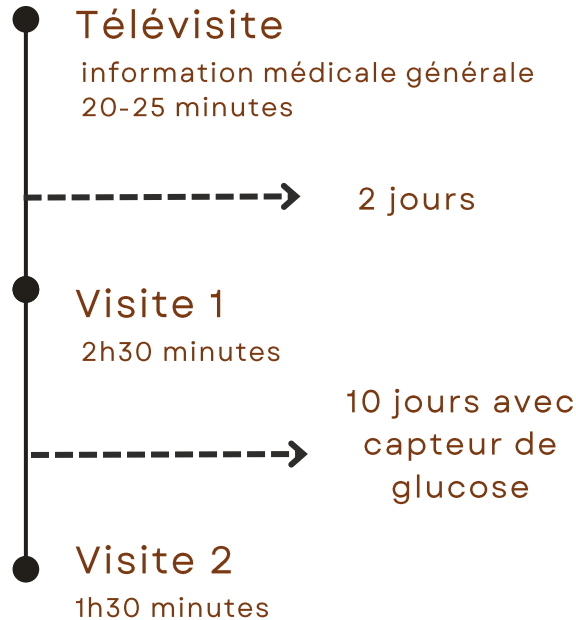 Télévisite
information médicale générale
20-25 minutes
2 jours
Visite 1
2h30 minutes
10 jours avec
capteur de
glucose
Visite 2
1h30 minutes